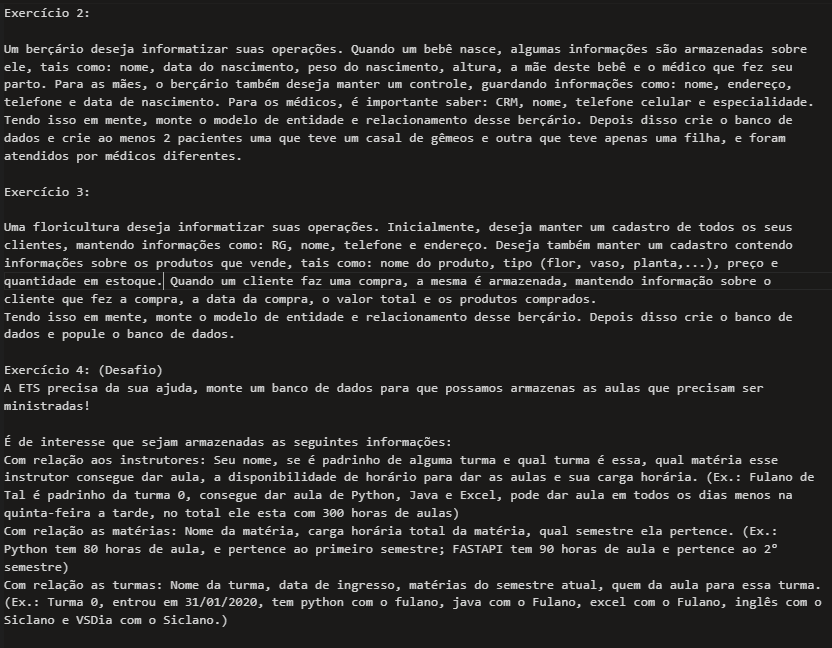 Exercício 2:
Um berçário deseja informatizar suas operações. Quando um bebê nasce, algumas informações são armazenadas sobre
ele, tais como: nome, data do nascimento, peso do nascimento, altura, a mãe deste bebê e o médico que fez seu
parto. Para as mães, o berçário também deseja manter um controle, guardando informações como: nome, endereço,
telefone e data de nascimento. Para os médicos, é importante saber: CRM, nome, telefone celular e especialidade.
Tendo isso em mente, monte o modelo de entidade e relacionamento desse berçário. Depois disso crie o banco de
dados e crie ao menos 2 pacientes uma que teve um casal de gêmeos e outra que teve apenas uma filha, e foram
atendidos por médicos diferentes.
Exercício 3:
Uma floricultura deseja informatizar suas operações. Inicialmente, deseja manter um cadastro de todos os seus
clientes, mantendo informações como: RG, nome, telefone e endereço. Deseja também manter um cadastro contendo
informações sobre os produtos que vende, tais como: nome do produto, tipo (flor, vaso, planta,...), preço e
quantidade em estoque. Quando um cliente faz uma compra, a mesma é armazenada, mantendo informação sobre o
cliente que fez a compra, a data da compra, o valor total e os produtos comprados.
Tendo isso em mente, monte o modelo de entidade e relacionamento desse berçário. Depois disso crie o banco de
dados e popule o banco de dados.
Exercício 4: (Desafio)
A ETS precisa da sua ajuda, monte um banco de dados para que possamos armazenas as aulas que precisam ser
ministradas!
É de interesse que sejam armazenadas as seguintes informações:
Com relação aos instrutores: Seu nome, se é padrinho de alguma turma e qual turma é essa, qual matéria esse
instrutor consegue dar aula, a disponibilidade de horário para dar as aulas e sua carga horária. (Ex.: Fulano de
Tal é padrinho da turma 0, consegue dar aula de Python, Java e Excel, pode dar aula em todos os dias menos na
quinta-feira a tarde, no total ele esta com 300 horas de aulas)
Com relação as matérias: Nome da matéria, carga horária total da matéria, qual semestre ela pertence. (Ex.:
Python tem 80 horas de aula, e pertence ao primeiro semestre; FASTAPI tem 90 horas de aula e pertence ao 2º
semestre)
Com relação as turmas: Nome da turma, data de ingresso, matérias do semestre atual, quem da aula para essa turma.
(Ex.: Turma 0, entrou em 31/01/2020, tem python com o fulano, java com o Fulano, excel com o Fulano, inglês com o
Siclano e VSDia com o Siclano.)